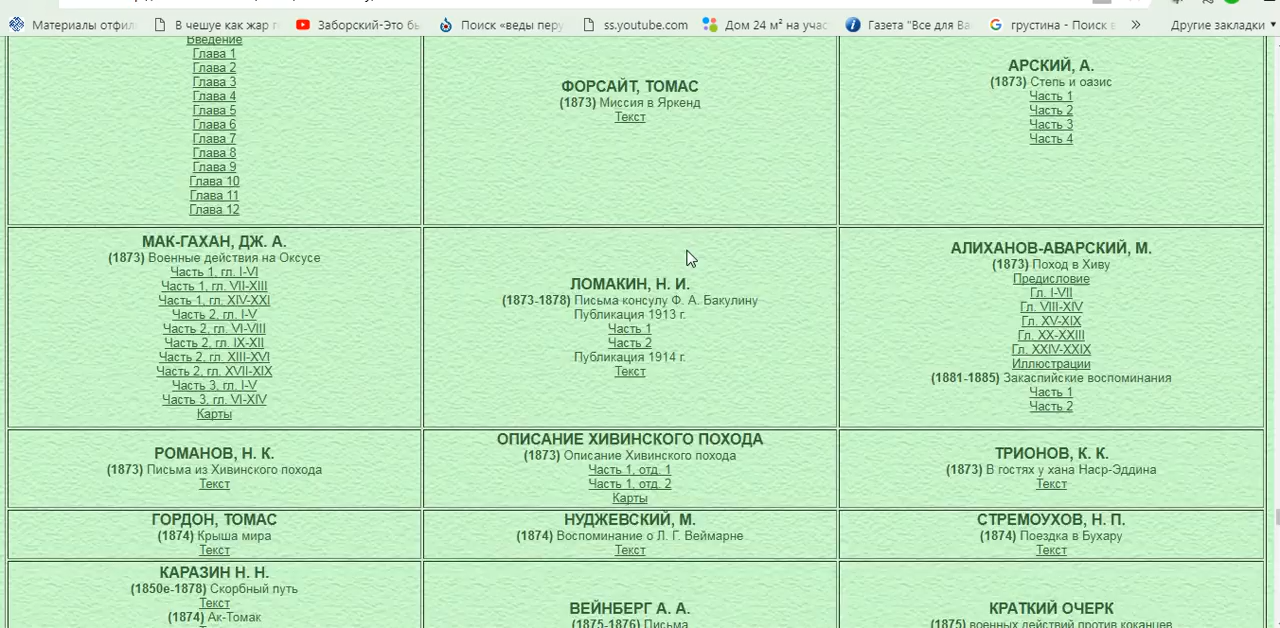 Материалы отфил
В чешуе как жар г
Заборский-Это бы
Поиск «веды перу
ss.youtube.com
Дом 24 м² на учас
Газета "Все для Ва
грустина - Поиск в
»
Другие закладки
Введение
Глава 1
Глава 2
Глава 3
Глава 4
Глава 5
Глава 6
Глава 7
Глава 8
Глава 9
Глава 10
Глава 11
Глава 12
ФОРСАЙТ, ТОМАС
(1873) Миссия в Яркенд
Текст
АРСКИЙ, А.
(1873) Степь и оазис
Часть 1
Часть 2
Часть 3
Часть 4
МАК-ГАХАН, ДЖ. А.
(1873) Военные действия на Оксусе
Часть 1, гл. I-VI
Часть 1, гл. VII-XIII
Часть 1, гл. XIV-XXI
Часть 2, гл. I-V
Часть 2, гл. VI-VIII
Часть 2, гл. IX-XII
Часть 2, гл. XIII-XVI
Часть 2, гл. XVII-XIX
Часть 3, гл. I-V
Часть 3, гл. VI-XIV
Карты
ЛОМАКИН, Н. И.
(1873-1878) Письма консулу Ф. А. Бакулину
Публикация 1913 г.
Часть 1
Часть 2
Публикация 1914 г.
Текст
АЛИХАНОВ-АВАРСКИЙ, М.
(1873) Поход в Хиву
Предисловие
Гл. I-VII
Гл. VIII-XIV
Гл. XV-XIX
Гл. XX-XXIII
Гл. XXIV-XXIX
Иллюстрации
(1881-1885) Закаспийские воспоминания
Часть 1
Часть 2
РОМАНОВ, Н. К.
(1873) Письма из Хивинского похода
Текст
ОПИСАНИЕ ХИВИНСКОГО ПОХОДА
(1873) Описание Хивинского похода
Часть 1, отд. 1
Часть 1, отд. 2
Карты
ТРИОНОВ, К. К.
(1873) В гостях у хана Наср-Эддина
Текст
ГОРДОН, ТОМАС
(1874) Крыша мира
Текст
НУДЖЕВСКИЙ, М.
(1874) Воспоминание о Л. Г. Веймарне
Текст
СТРЕМОУХОВ, Н. П.
(1874) Поездка в Бухару
Текст
КАРАЗИН Н. Н.
(1850е-1878) Скорбный путь
Текст
(1874) Ак-Томак
ВЕЙНБЕРГ А. А.
(1875-1876) Письма
КРАТКИЙ ОЧЕРК
(1875) военных действий против коканцев